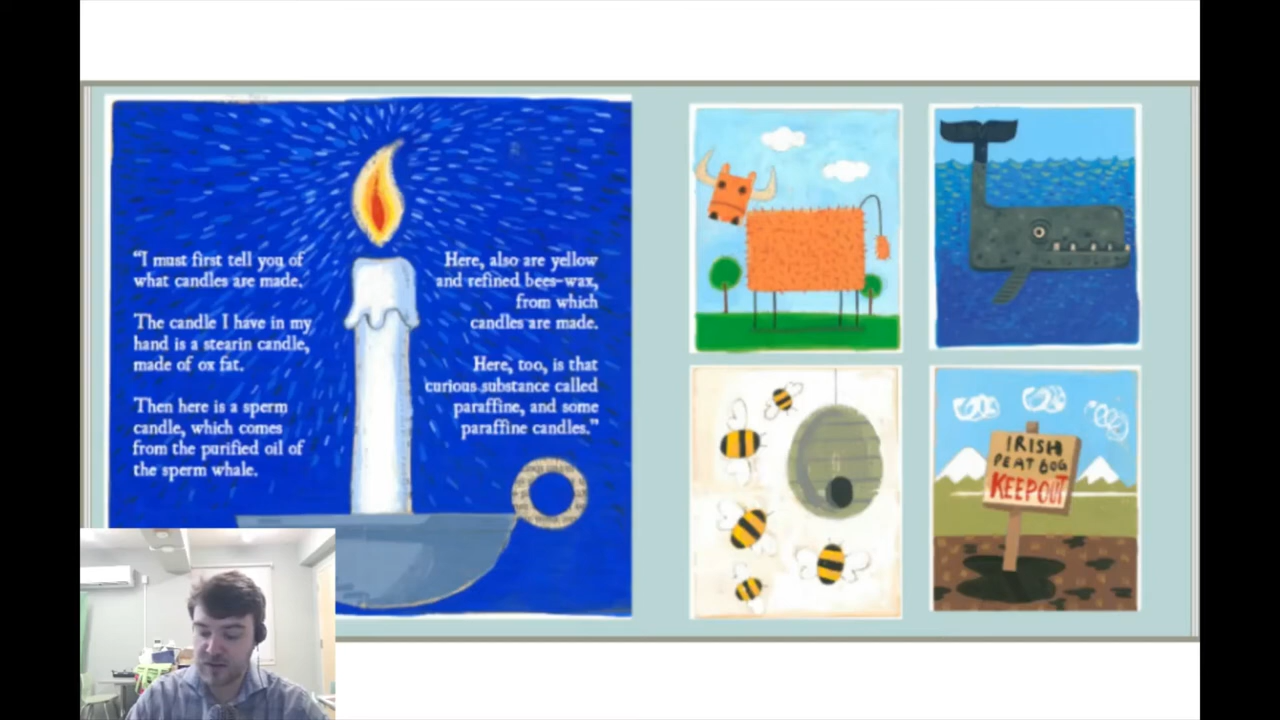 “I must first tell you of
what candles are made.
The candle I have in my
hand is a stearin candle,
made of ox fat.
Then here is a sperm
candle, which comes
from the purified oil of
the sperm whale.
Here, also are yellow
and refined bees-wax,
from which
candles are made.
Here, too, is that
curious substance called
paraffine, and some
paraffine candles.”
IRISH
PEAT BOG
KEEP OUT